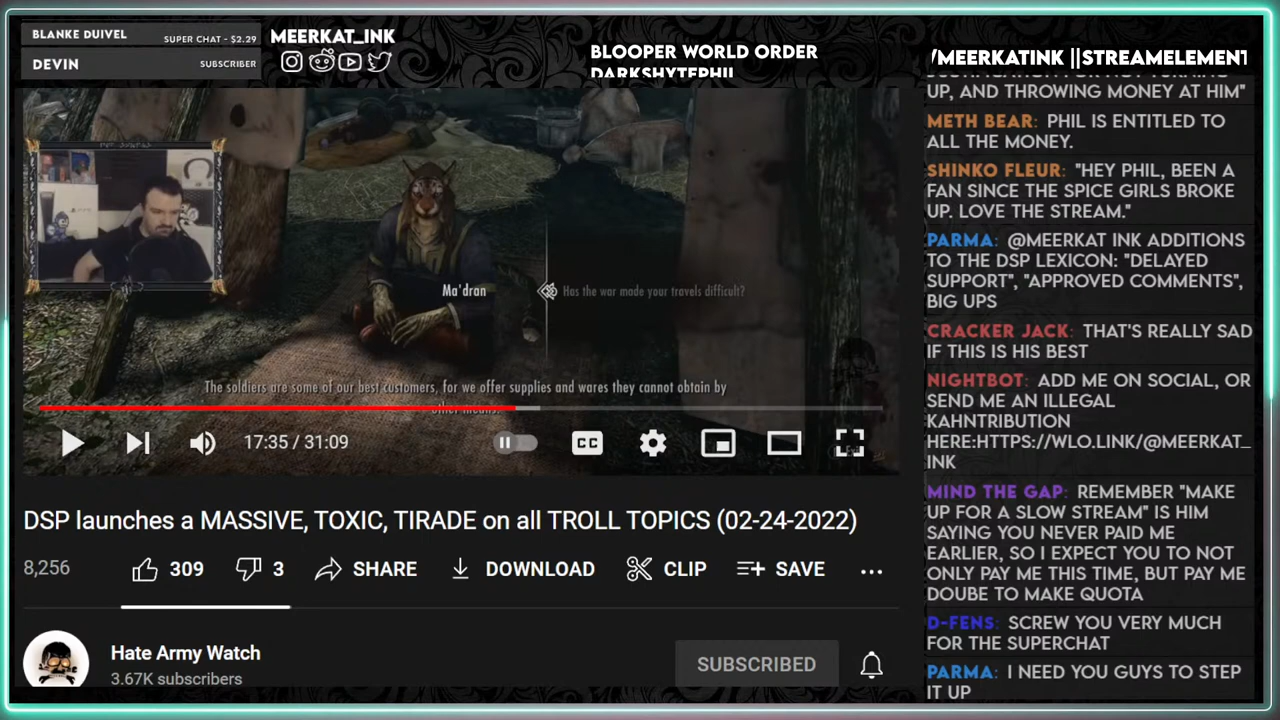 BLANKE DUIVEL
SUPER CHAT - $2.29
DEVIN
SUBSCRIBER
MEERKAT_INK
BLOOPER WORLD ORDER
DARKSHYTEPHIL
/MEERKATINK ||STREAMELEMENT
UP, AND THROWING MONEY AT HIM"
METH BEAR: PHIL IS ENTITLED TO
ALL THE MONEY.
SHINKO FLEUR: "HEY PHIL, BEEN A
FAN SINCE THE SPICE GIRLS BROKE
UP. LOVE THE STREAM."
PARMA: @MEERKAT INK ADDITIONS
TO THE DSP LEXICON: "DELAYED
SUPPORT", "APPROVED COMMENTS",
BIG UPS
CRACKER JACK: THAT'S REALLY SAD
IF THIS IS HIS BEST
NIGHTBOT: ADD ME ON SOCIAL, OR
SEND ME AN ILLEGAL
KAHNTRIBUTION
HERE:HTTPS://WLO.LINK/@MEERKAT_
INK
MIND THE GAP: REMEMBER "MAKE
UP FOR A SLOW STREAM" IS HIM
SAYING YOU NEVER PAID ME
EARLIER, SO I EXPECT YOU TO NOT
ONLY PAY ME THIS TIME, BUT PAY ME
DOUBE TO MAKE QUOTA
D-FENS: SCREW YOU VERY MUCH
FOR THE SUPERCHAT
PARMA: I NEED YOU GUYS TO STEP
IT UP
Ma'dran
Has the war made your travels difficult?
The soldiers are some of our best customers, for we offer supplies and wares they cannot obtain by
other means.
17:35 / 31:09
CC
DSP launches a MASSIVE, TOXIC, TIRADE on all TROLL TOPICS (02-24-2022)
8,256
309
3
SHARE
DOWNLOAD
CLIP
SAVE
Hate Army Watch
3.67K subscribers
SUBSCRIBED